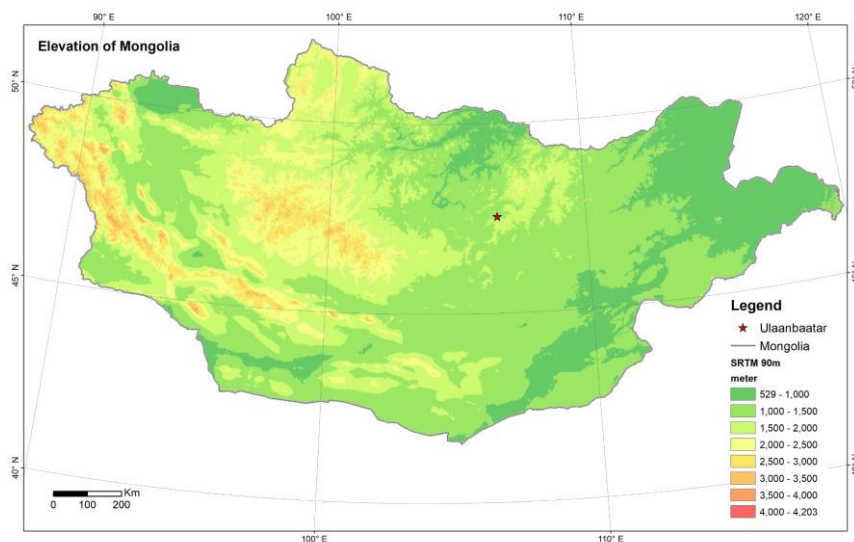 90° E
100° E
110° E
120° E
Elevation of Mongolia
50° N
45° N
40° N
Legend
Ulaanbaatar
Mongolia
SRTM 90m
meter
529 - 1,000
1,000 - 1,500
1,500 - 2,000
2,000 - 2,500
2,500 - 3,000
3,000 - 3,500
3,500 - 4,000
4,000 - 4,203
Km
0 100 200
100° E
110° E